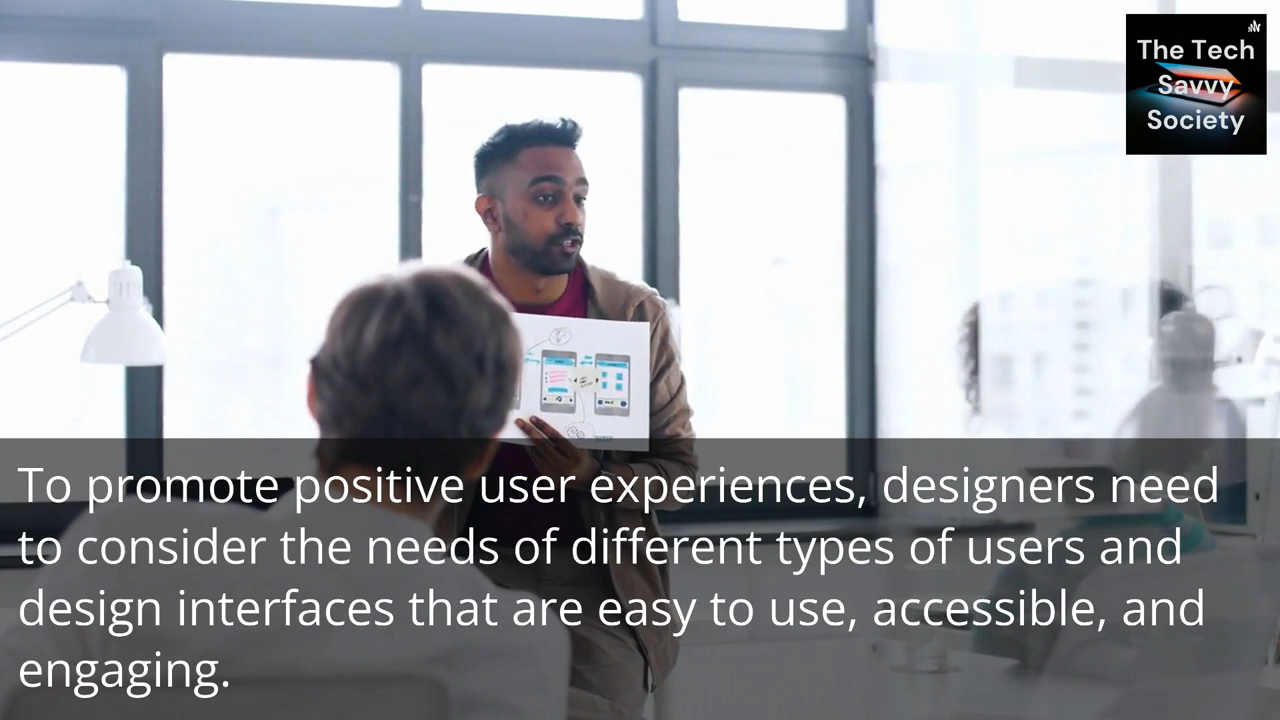 The Tech
Savvy
Society
To promote positive user experiences, designers need
to consider the needs of different types of users and
design interfaces that are easy to use, accessible, and
engaging.